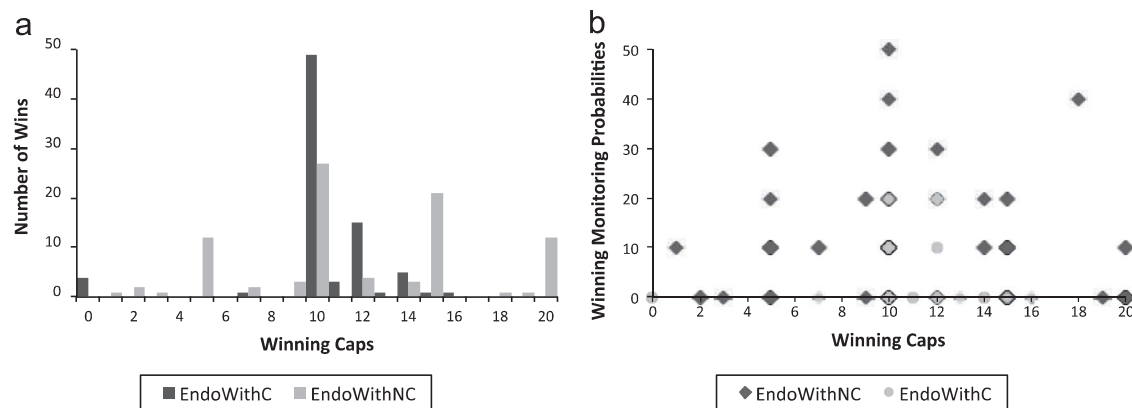 a
Number of Wins
50
40
30
20
10
0
0 2 4 6 8 10 12 14 16 18 20
Winning Caps
EndoWithC EndoWithNC
b
Winning Monitoring Probabilities
50
40
30
20
10
0
0 2 4 6 8 10 12 14 16 18 20
Winning Caps
EndoWithNC EndoWithC